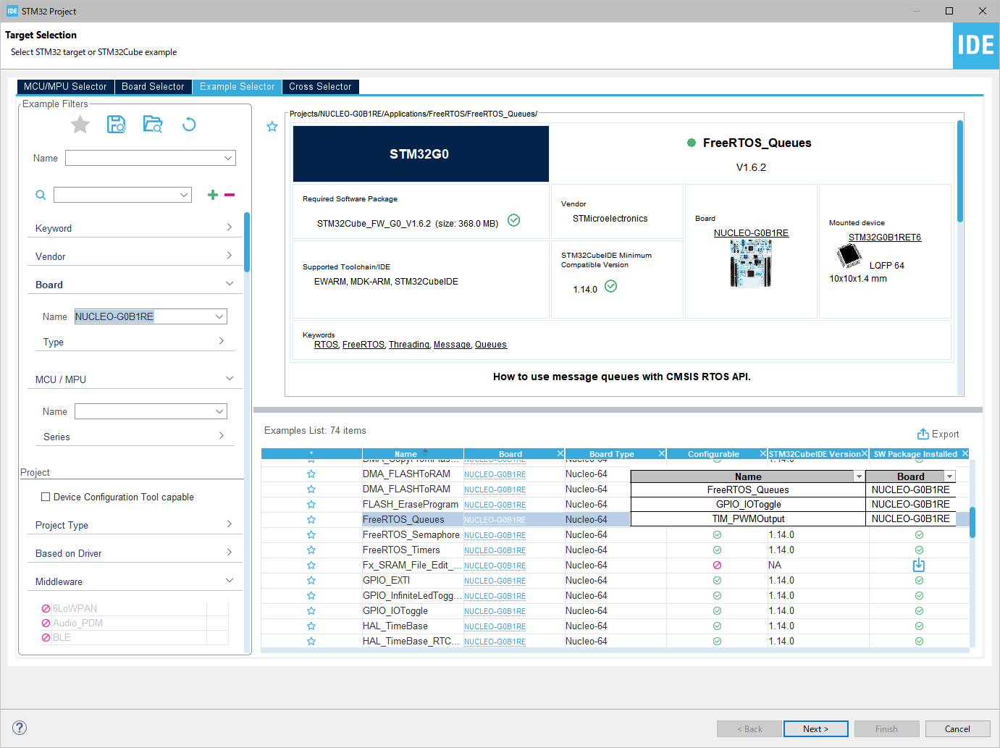 IDE STM32 Project
Target Selection
Select STM32 target or STM32Cube example
IDE
MCU/MPU Selector Board Selector Example Selector Cross Selector
Example Filters
Name
Keyword
Vendor
Board
Name NUCLEO-G0B1RE
Type
MCU / MPU
Name
Series
Project
Device Configuration Tool capable
Project Type
Based on Driver
Middleware
6LoWPAN
Audio_PDM
BLE
Projects/NUCLEO-G0B1RE/Applications/FreeRTOS/FreeRTOS_Queues/
STM32G0
FreeRTOS_Queues
V1.6.2
Required Software Package
STM32Cube_FW_G0_V1.6.2 (size: 368.0 MB)
Vendor
STMicroelectronics
Board
NUCLEO-G0B1RE
Mounted device
STM32G0B1RET6
LQFP 64
10x10x1.4 mm
Supported Toolchain/IDE
EWARM, MDK-ARM, STM32CubeIDE
STM32CubeIDE Minimum
Compatible Version
1.14.0
Keywords
RTOS, FreeRTOS, Threading, Message, Queues
How to use message queues with CMSIS RTOS API.
Examples List: 74 items
Export
* Name Board Board Type Configurable STM32CubeIDE Version SW Package Installed
DMA_CopyFromFlas... NUCLEO-G0B1RE Nucleo-64 1.14.0
DMA_FLASHToRAM NUCLEO-G0B1RE Nucleo-64
DMA_FLASHToRAM NUCLEO-G0B1RE Nucleo-64
FLASH_EraseProgram NUCLEO-G0B1RE Nucleo-64
FreeRTOS_Queues NUCLEO-G0B1RE Nucleo-64
Name Board
FreeRTOS_Queues NUCLEO-G0B1RE
GPIO_IOToggle NUCLEO-G0B1RE
TIM_PWMOutput NUCLEO-G0B1RE
FreeRTOS_Semaphore NUCLEO-G0B1RE Nucleo-64 1.14.0
FreeRTOS_Timers NUCLEO-G0B1RE Nucleo-64 1.14.0
Fx_SRAM_File_Edit_... NUCLEO-G0B1RE Nucleo-64 NA
GPIO_EXTI NUCLEO-G0B1RE Nucleo-64 1.14.0
GPIO_InfiniteLedTogg... NUCLEO-G0B1RE Nucleo-64 1.14.0
GPIO_IOToggle NUCLEO-G0B1RE Nucleo-64 1.14.0
HAL_TimeBase NUCLEO-G0B1RE Nucleo-64 1.14.0
HAL_TimeBase_RTC... NUCLEO-G0B1RE Nucleo-64 1.14.0
? < Back Next > Finish Cancel